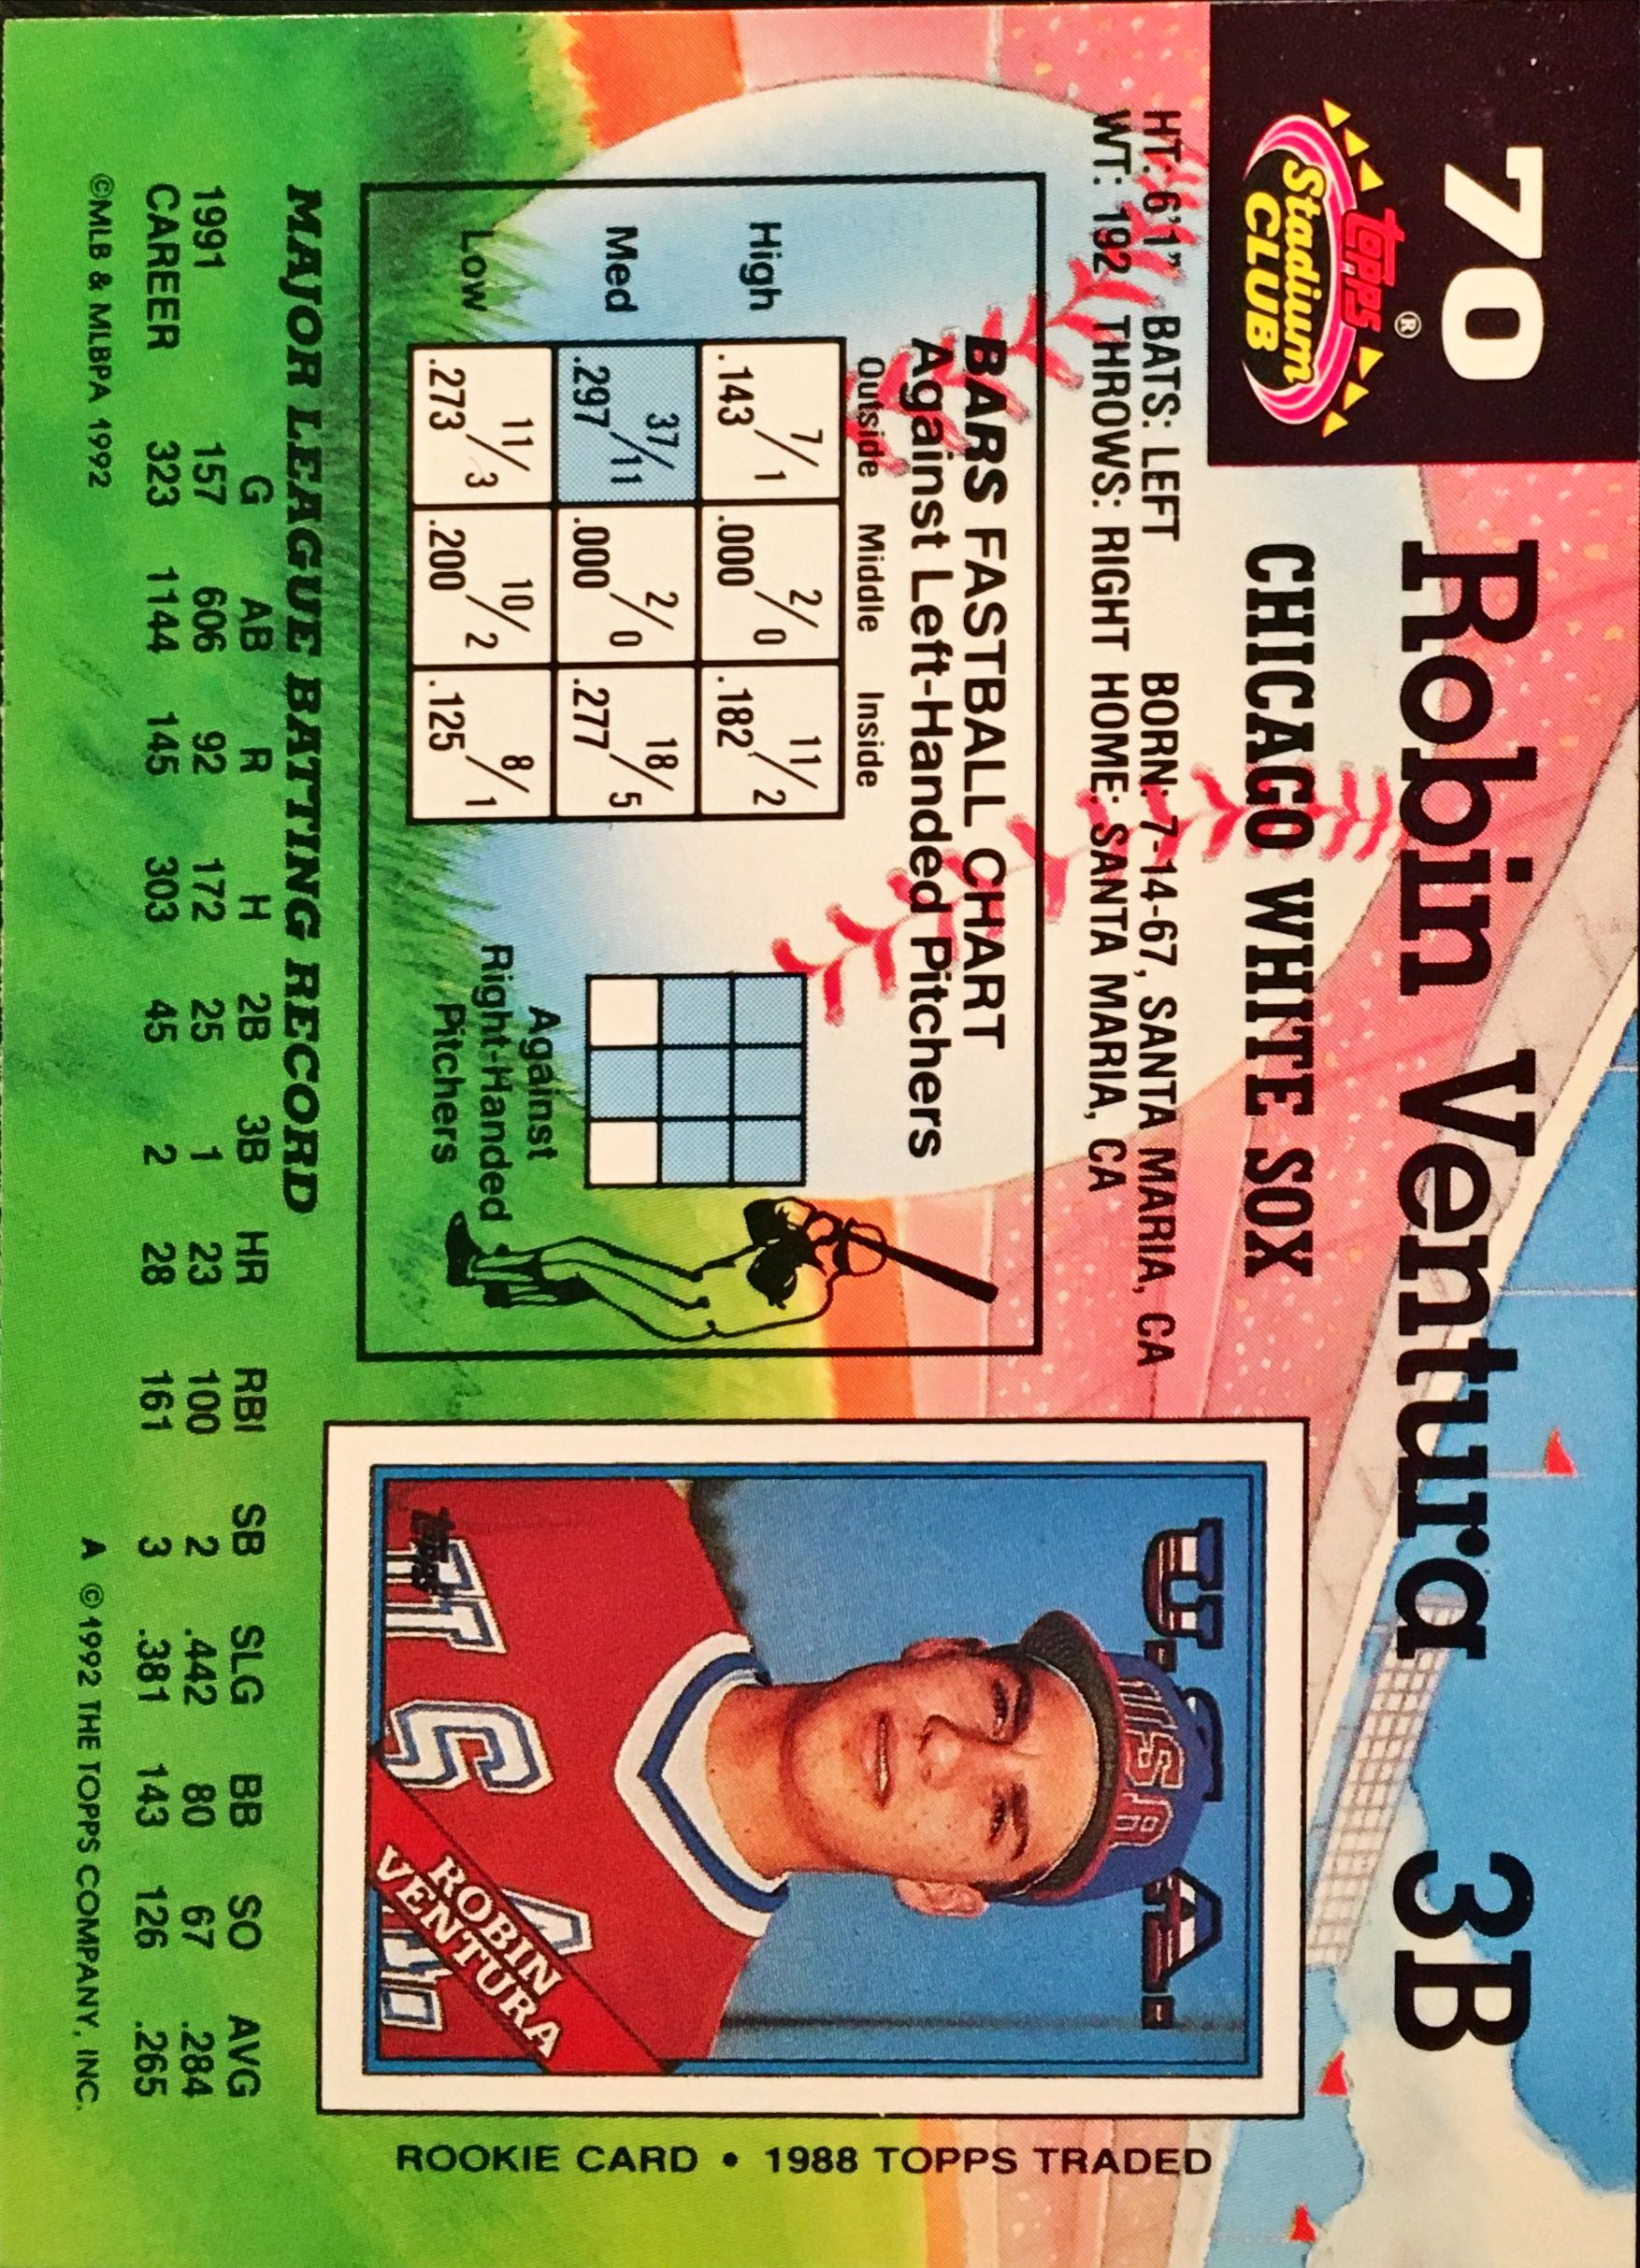 70
topps®
Stadium
CLUB
Robin Ventura 3B
CHICAGO WHITE SOX
HT: 6'1" BATS: LEFT BORN: 7-14-67, SANTA MARIA, CA
WT: 192 THROWS: RIGHT HOME: SANTA MARIA, CA
BARS FASTBALL CHART
Against Left-Handed Pitchers
Outside Middle Inside
High 7/1 .143 2/0 .000 11/2 .182
Med 37/11 .297 2/0 .000 18/5 .277
Low 11/3 .273 10/2 .200 8/1 .125
Against
Right-Handed
Pitchers
U.S.A.
USA
topps
ROBIN
VENTURA
ROOKIE CARD • 1988 TOPPS TRADED
MAJOR LEAGUE BATTING RECORD
G AB R H 2B 3B HR RBI SB SLG BB SO AVG
1991 157 606 92 172 25 1 23 100 2 .442 80 67 .284
CAREER 323 1144 145 303 45 2 28 161 3 .381 143 126 .265
©MLB & MLBPA 1992 A ©1992 THE TOPPS COMPANY, INC.